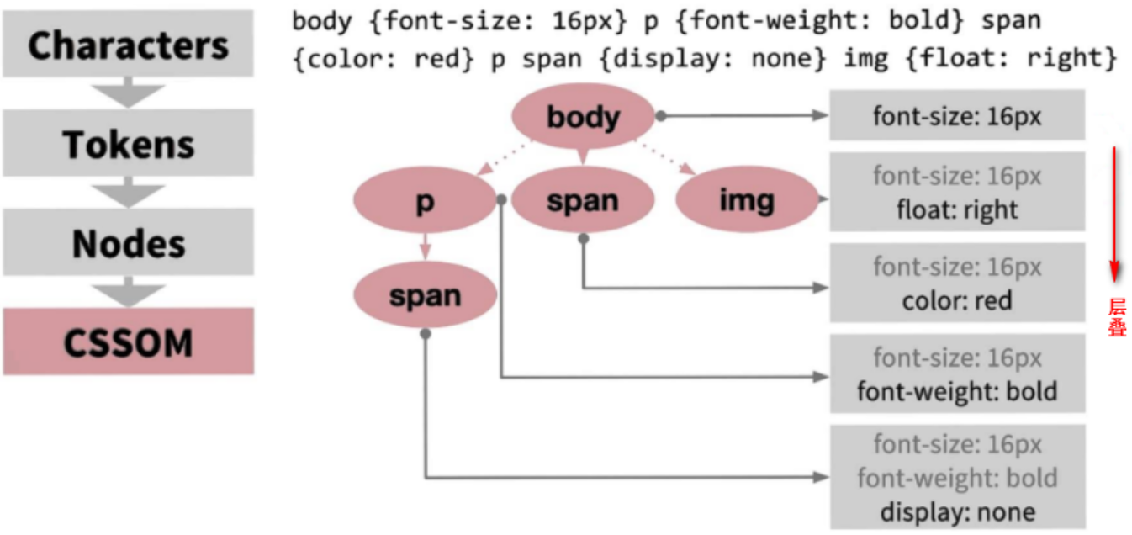 Characters
Tokens
Nodes
CSSOM
body {font-size: 16px} p {font-weight: bold} span
{color: red} p span {display: none} img {float: right}
body
p
span
img
span
font-size: 16px
font-size: 16px
float: right
font-size: 16px
color: red
font-size: 16px
font-weight: bold
font-size: 16px
font-weight: bold
display: none
层
叠